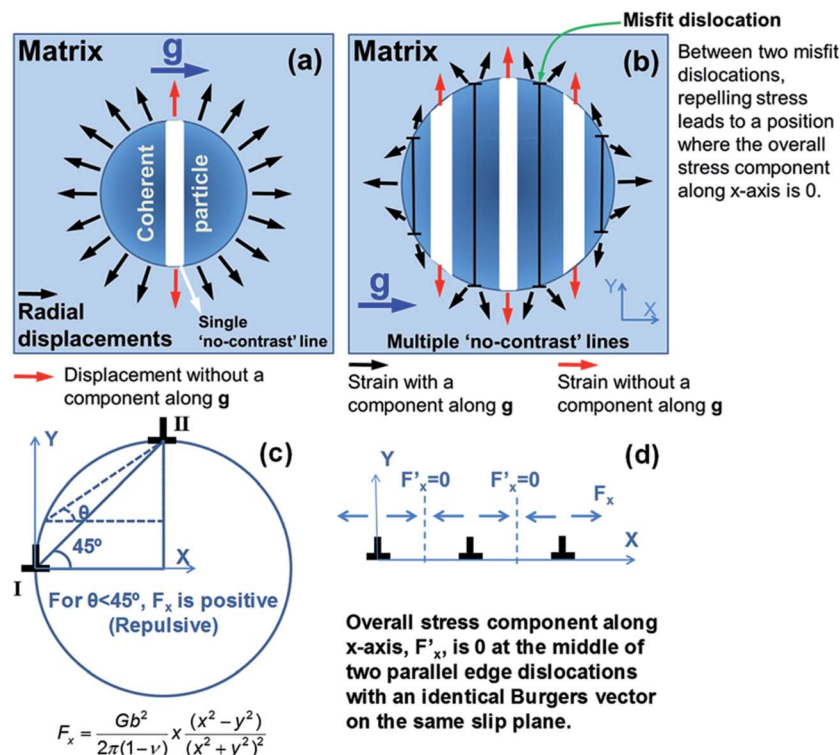 Matrix
g
(a)
Coherent
particle
Radial
displacements
Single
'no-contrast' line
Displacement without a
component along g
Matrix
(b)
Misfit dislocation
Between two misfit
dislocations,
repelling stress
leads to a position
where the overall
stress component
along x-axis is 0.
g
Y
X
Multiple 'no-contrast' lines
Strain with a
component along g
Strain without a
component along g
II
Y
(c)
θ
45º
X
I
For θ<45º, Fx is positive
(Repulsive)
Fx = Gb²/2π(1−ν) x (x²−y²)/(x²+y²)²
(d)
Y
F'x=0
F'x=0
Fx
X
Overall stress component along
x-axis, F'x, is 0 at the middle of
two parallel edge dislocations
with an identical Burgers vector
on the same slip plane.